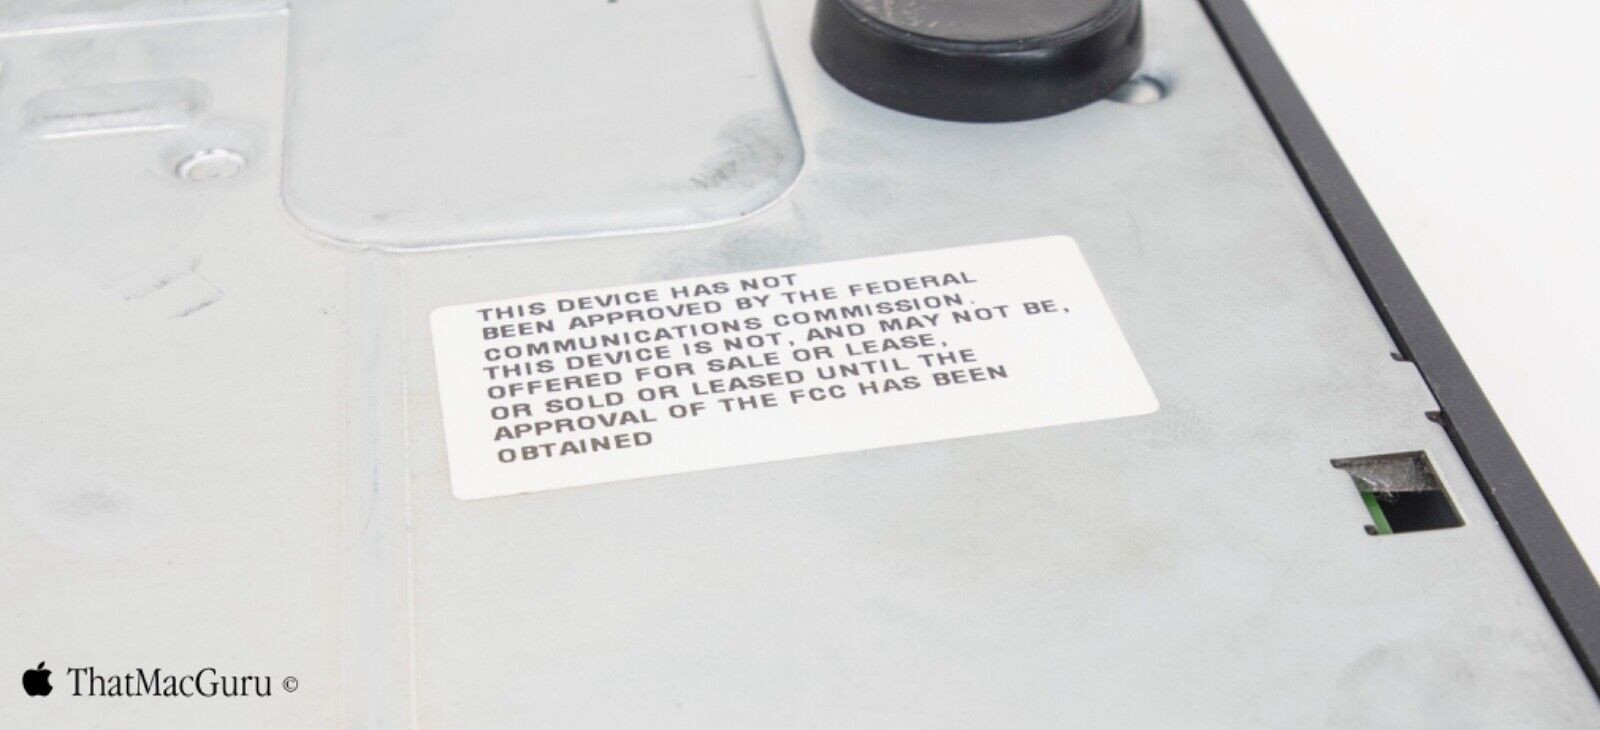 THIS DEVICE HAS NOT
BEEN APPROVED BY THE FEDERAL
COMMUNICATIONS COMMISSION.
THIS DEVICE IS NOT, AND MAY NOT BE,
OFFERED FOR SALE OR LEASE,
OR SOLD OR LEASED UNTIL THE
APPROVAL OF THE FCC HAS BEEN
OBTAINED
ThatMacGuru ©